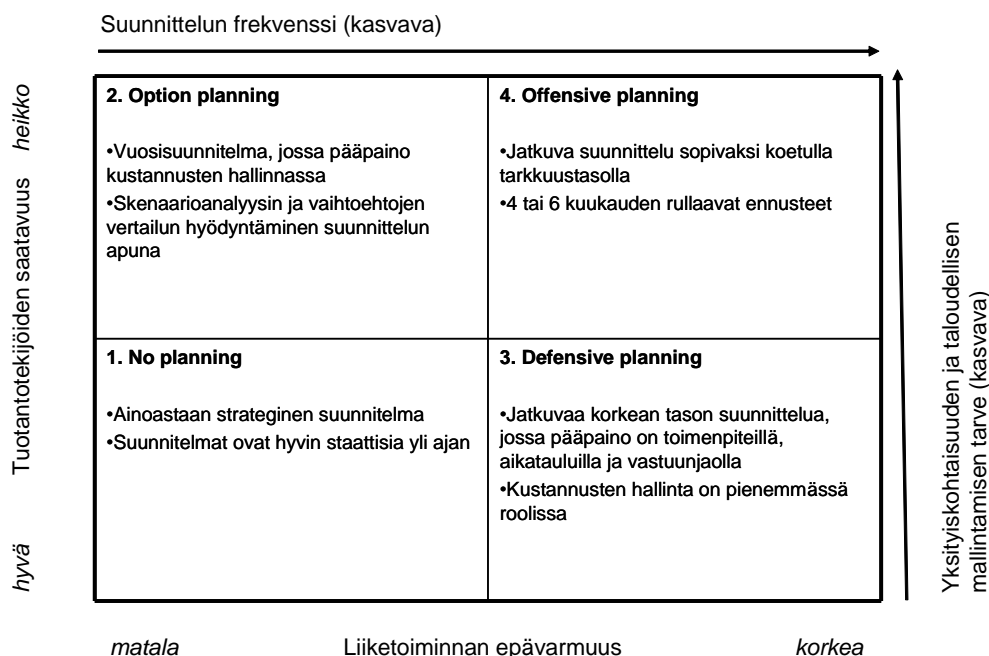 Suunnittelun frekvenssi (kasvava)
heikko
Tuotantotekijöiden saatavuus
hyvä
2. Option planning
•Vuosisuunnitelma, jossa pääpaino
kustannusten hallinnassa
•Skenaarioanalyysin ja vaihtoehtojen
vertailun hyödyntäminen suunnittelun
apuna
4. Offensive planning
•Jatkuva suunnittelu sopivaksi koetulla
tarkkuustasolla
•4 tai 6 kuukauden rullaavat ennusteet
1. No planning
•Ainoastaan strateginen suunnitelma
•Suunnitelmat ovat hyvin staattisia yli ajan
3. Defensive planning
•Jatkuvaa korkean tason suunnittelua,
jossa pääpaino on toimenpiteillä,
aikatauluilla ja vastuunjaolla
•Kustannusten hallinta on pienemmässä
roolissa
Yksityiskohtaisuuden ja taloudellisen
mallintamisen tarve (kasvava)
matala
Liiketoiminnan epävarmuus
korkea